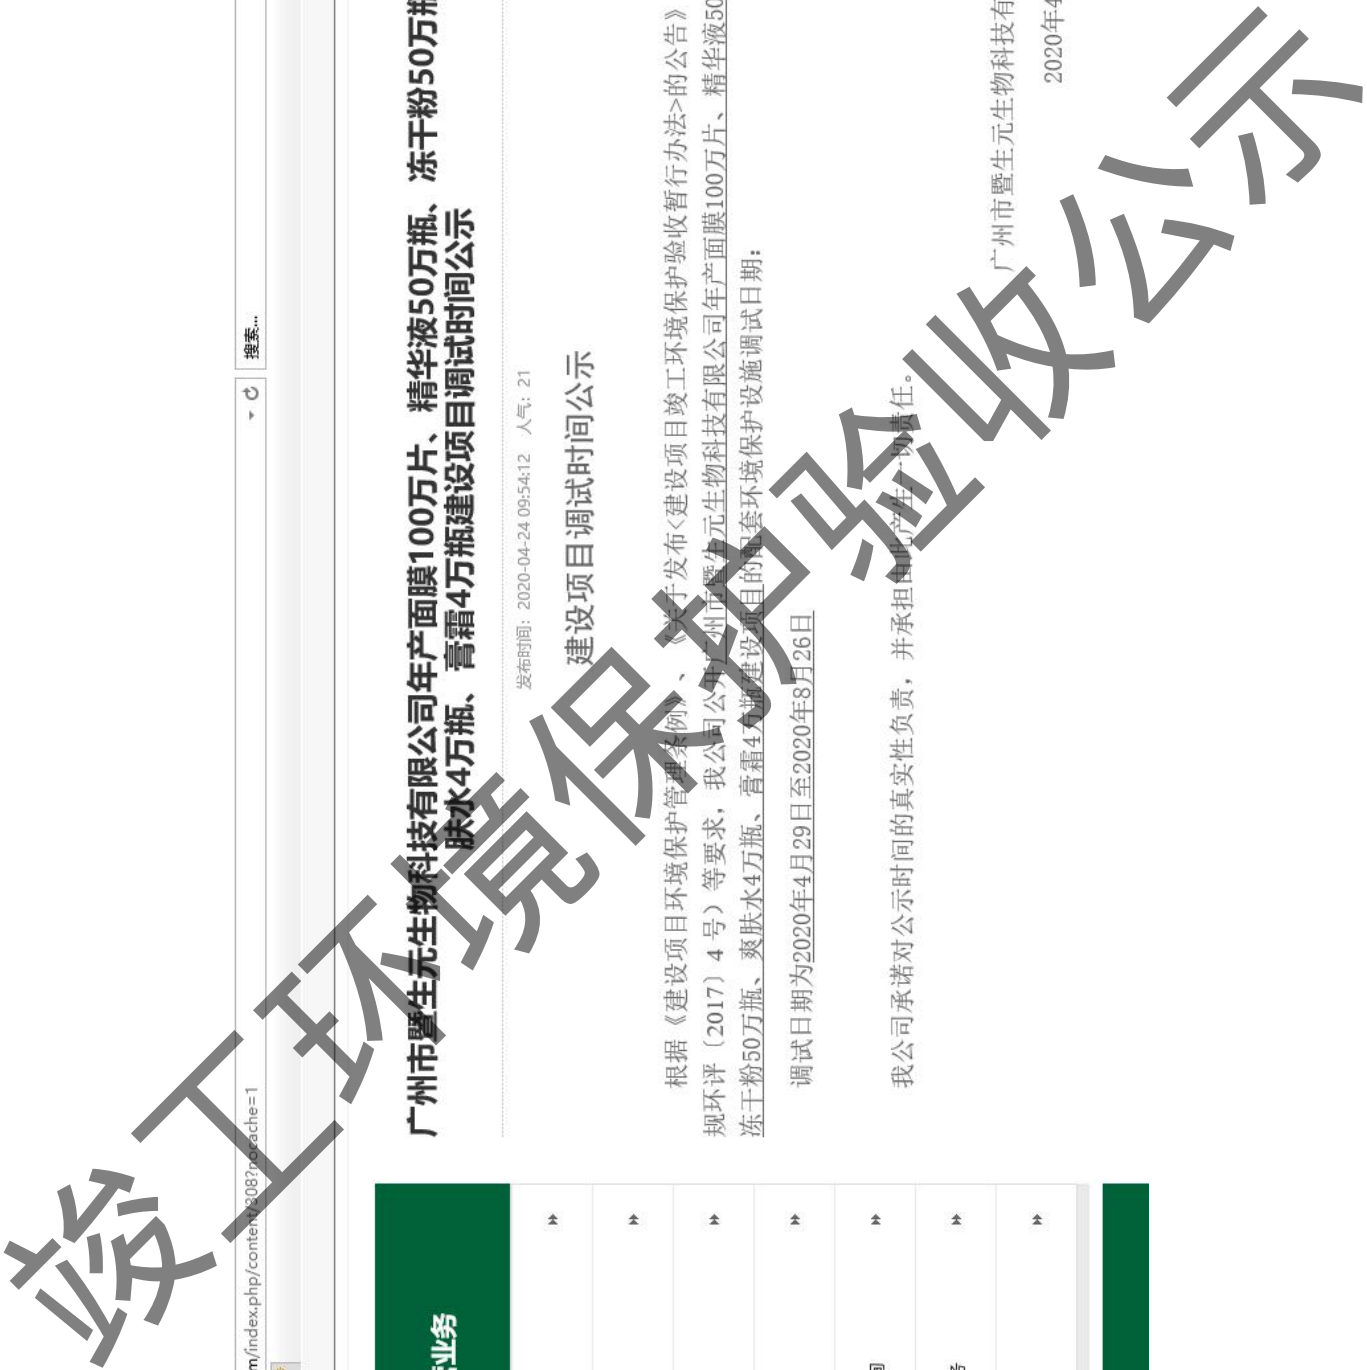 m/index.php/content/308?nocache=1
搜索...
广州市暨生元生物科技有限公司年产面膜100万片、精华液50万瓶、冻干粉50万瓶
肤水4万瓶、膏霜4万瓶建设项目调试时间公示
发布时间：2020-04-24 09:54:12 人气：21
建设项目调试时间公示
根据《建设项目环境保护管理条例》、《关于发布<建设项目竣工环境保护验收暂行办法>的公告》
规环评〔2017〕4 号）等要求，我公司公开广州市暨生元生物科技有限公司年产面膜100万片、精华液50
冻干粉50万瓶、爽肤水4万瓶、膏霜4万瓶建设项目的配套环境保护设施调试日期：
调试日期为2020年4月29日至2020年8月26日
我公司承诺对公示时间的真实性负责，并承担由此产生一切责任。
广州市暨生元生物科技有
2020年4
业务
竣工环境保护验收公示